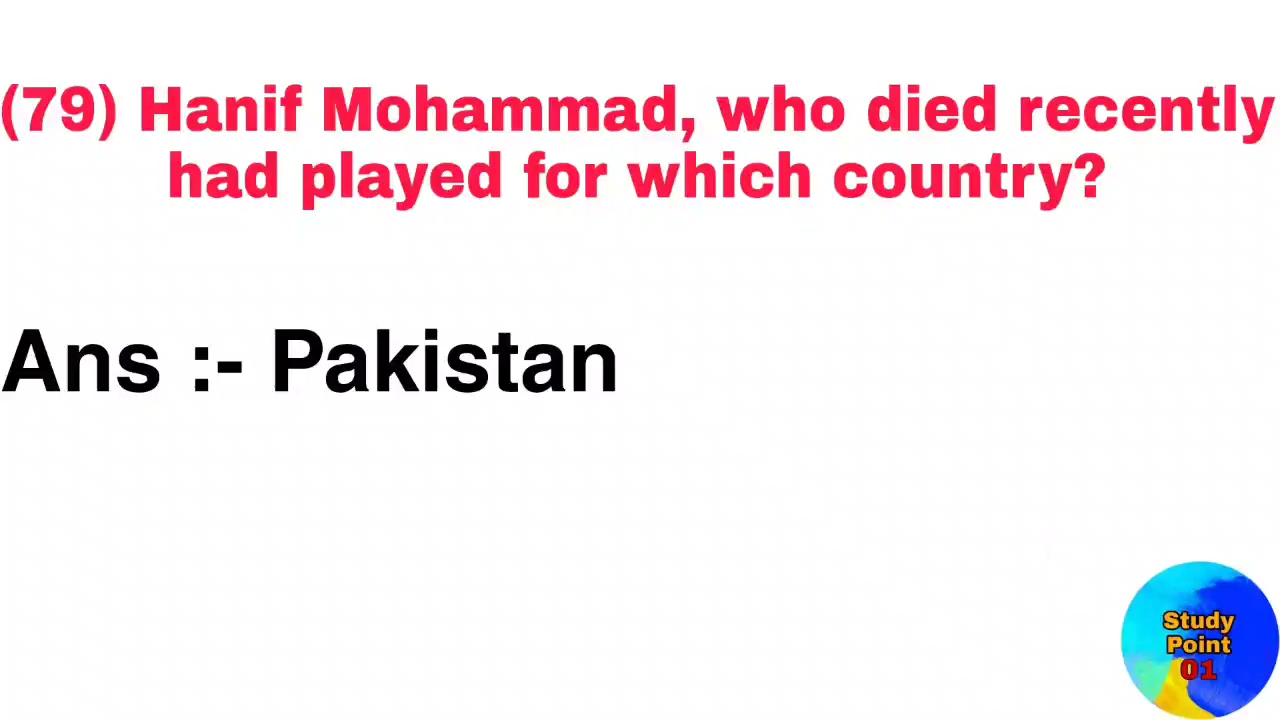 (79) Hanif Mohammad, who died recently
had played for which country?
Ans :- Pakistan
Study
Point
01